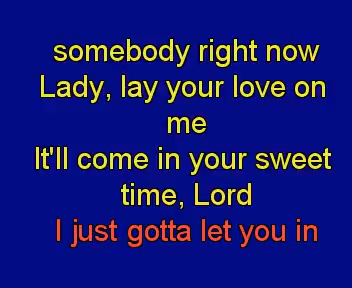 somebody right now
Lady, lay your love on
me
It'll come in your sweet
time, Lord
I just gotta let you in